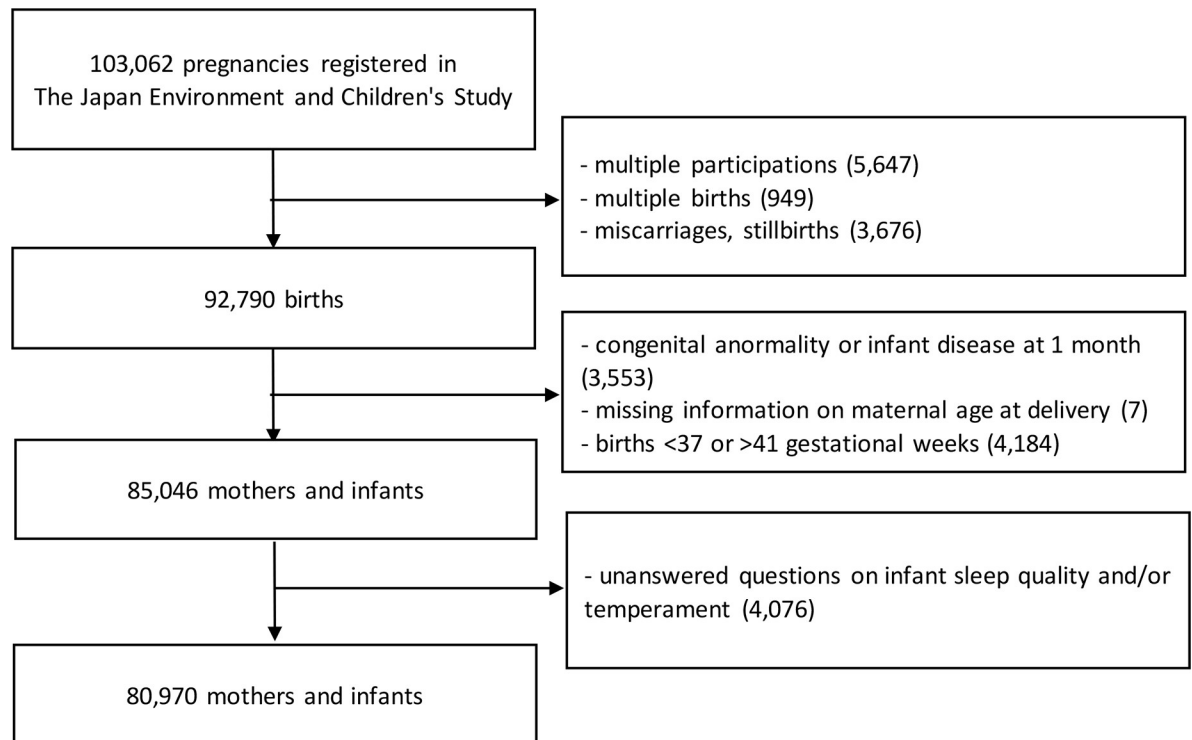 103,062 pregnancies registered in
The Japan Environment and Children's Study
- multiple participations (5,647)
- multiple births (949)
- miscarriages, stillbirths (3,676)
92,790 births
- congenital anormality or infant disease at 1 month
(3,553)
- missing information on maternal age at delivery (7)
- births <37 or >41 gestational weeks (4,184)
85,046 mothers and infants
- unanswered questions on infant sleep quality and/or
temperament (4,076)
80,970 mothers and infants